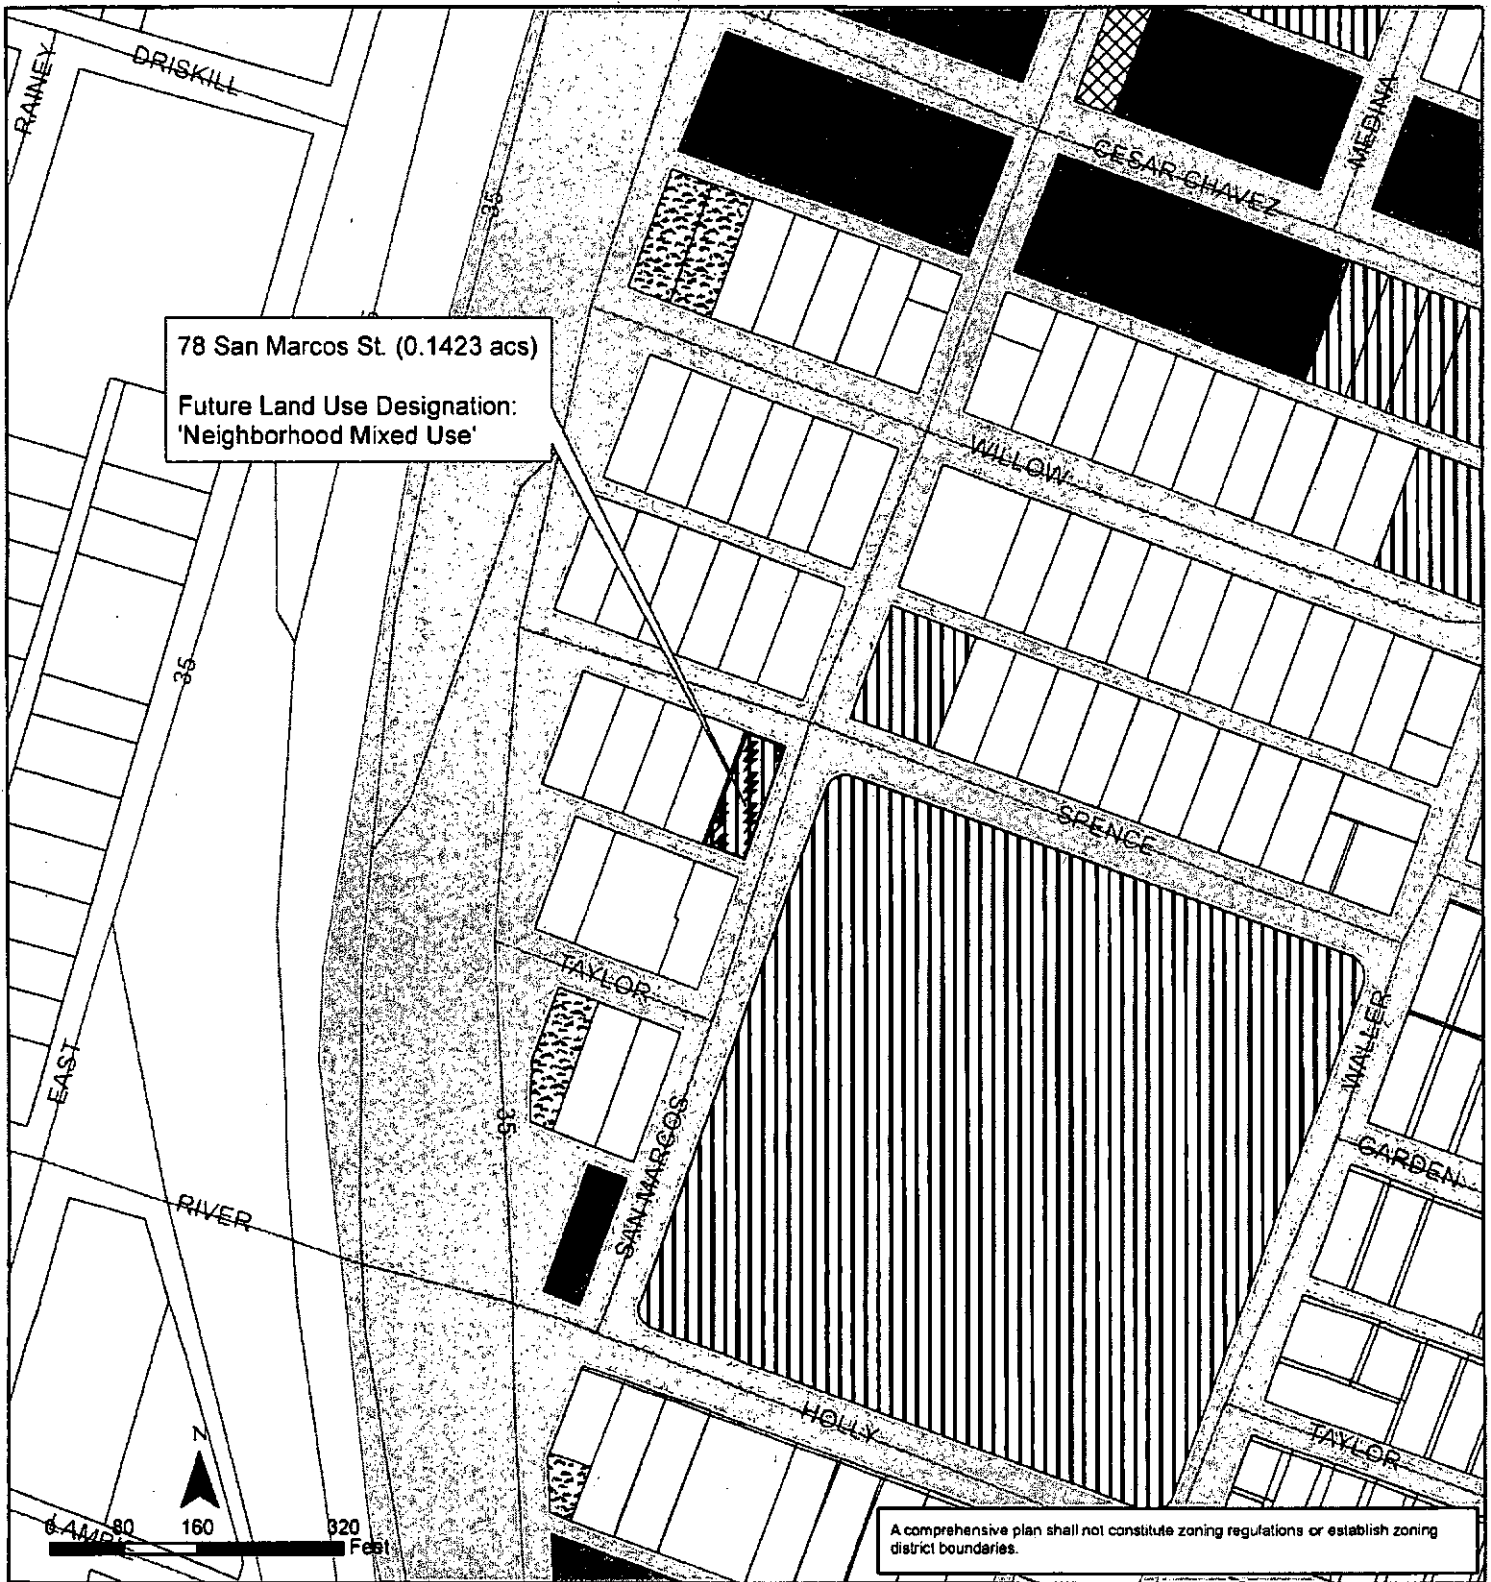 DRISKILL
RAINEY
35
MEDINA
CESAR CHAVEZ
78 San Marcos St. (0.1423 acs)
Future Land Use Designation:
'Neighborhood Mixed Use'
WILLOW
35
SPENCE
TAYLOR
WALLER
EAST
35
SAN MARCOS
GARDEN
RIVER
HOLLY
TAYLOR
N
0 80 160 320
Feet
A comprehensive plan shall not constitute zoning regulations or establish zoning
district boundaries.